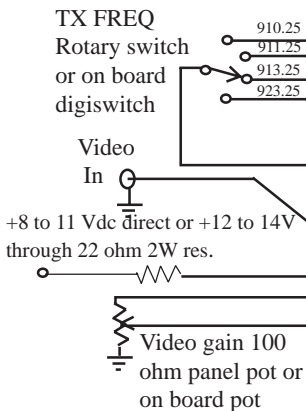 TX FREQ
Rotary switch
or on board
digiswitch
910.25
911.25
913.25
923.25
Video
In
+8 to 11 Vdc direct or +12 to 14V
through 22 ohm 2W res.
Video gain 100
ohm panel pot or
on board pot